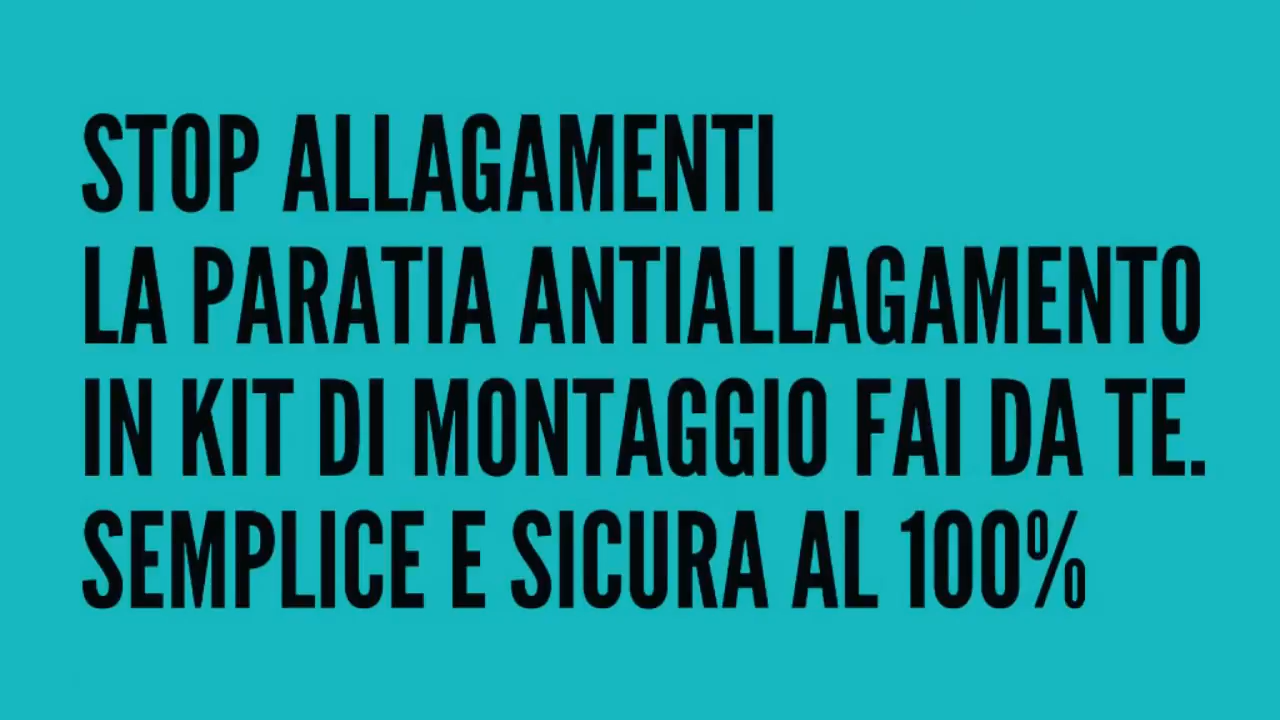 STOP ALLAGAMENTI
LA PARATIA ANTIALLAGAMENTO
IN KIT DI MONTAGGIO FAI DA TE.
SEMPLICE E SICURA AL 100%